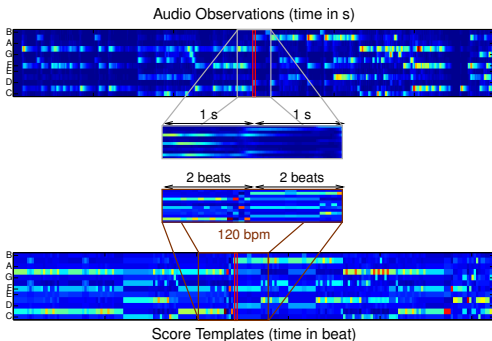 Audio Observations (time in s)
B
A
G
F
E
D
C
1 s 1 s
2 beats 2 beats
120 bpm
B
A
G
F
E
D
C
Score Templates (time in beat)